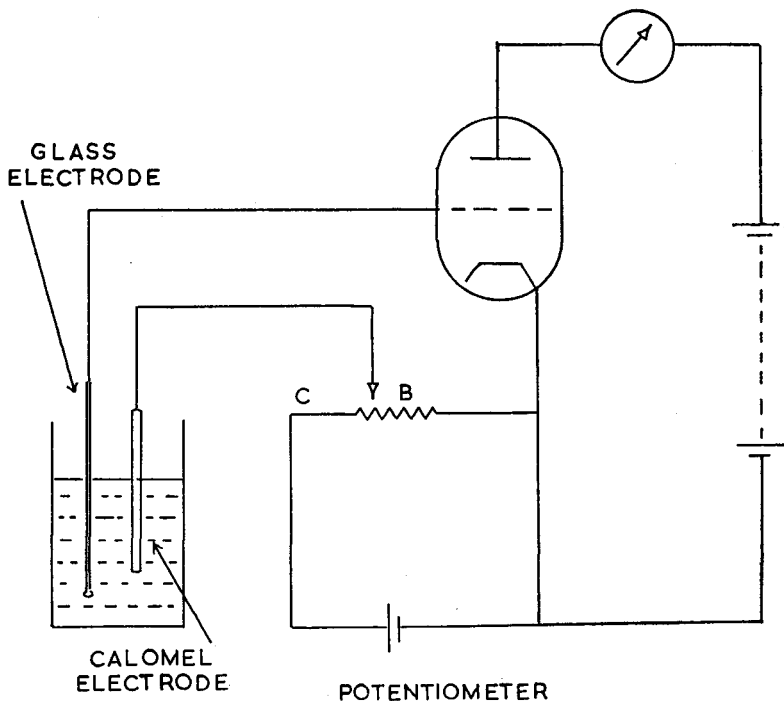 GLASS
ELECTRODE
C
B
CALOMEL
ELECTRODE
POTENTIOMETER